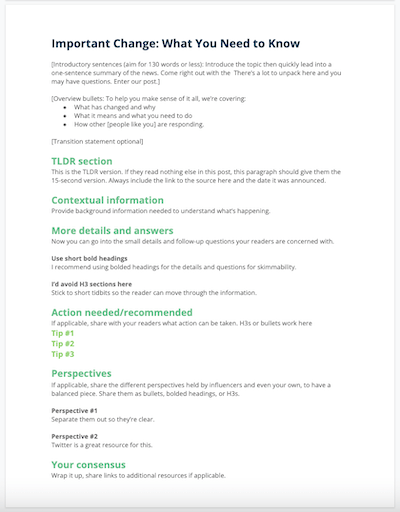 Important Change: What You Need to Know
[Introductory sentences (aim for 130 words or less): Introduce the topic then quickly lead into a
one-sentence summary of the news. Come right out with the  There's a lot to unpack here and you
may have questions. Enter our post.]
[Overview bullets: To help you make sense of it all, we're covering:
• What has changed and why
• What it means and what you need to do
• How other [people like you] are responding.
[Transition statement optional]
TLDR section
This is the TLDR version. if they read nothing else in this post, this paragraph should give them the
15-second version. Always include the link to the source here and the date it was announced.
Contextual information
Provide background information needed to understand what's happening.
More details and answers
Now you can go into the small details and follow-up questions your readers are concerned with.
Use short bold headings
I recommend using bolded headings for the details and questions for skimmability.
I'd avoid H3 sections here
Stick to short tidbits so the reader can move through the information.
Action needed/recommended
If applicable, share with your readers what action can be taken. H3s or bullets work here
Tip #1
Tip #2
Tip #3
Perspectives
If applicable, share the different perspectives held by influencers and even your own, to have a
balanced piece. Share them as bullets, bolded headings, or H3s.
Perspective #1
Separate them out so they're clear.
Perspective #2
Twitter is a great resource for this.
Your consensus
Wrap it up, share links to additional resources if applicable.